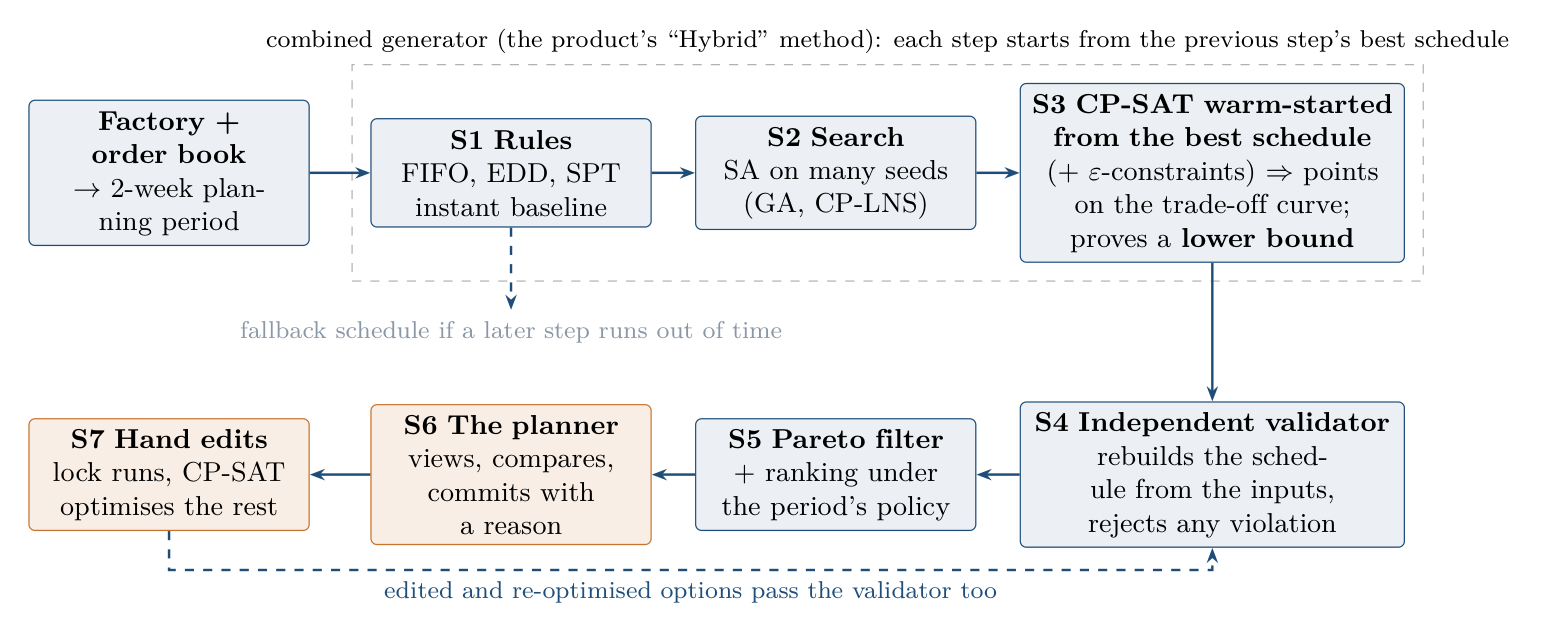 combined generator (the product's “Hybrid” method): each step starts from the previous step's best schedule
Factory +
order book
→ 2-week plan-
ning period
S1 Rules
FIFO, EDD, SPT
instant baseline
S2 Search
SA on many seeds
(GA, CP-LNS)
S3 CP-SAT warm-started
from the best schedule
(+ ε-constraints) ⇒ points
on the trade-off curve;
proves a lower bound
fallback schedule if a later step runs out of time
S7 Hand edits
lock runs, CP-SAT
optimises the rest
S6 The planner
views, compares,
commits with
a reason
S5 Pareto filter
+ ranking under
the period's policy
S4 Independent validator
rebuilds the sched-
ule from the inputs,
rejects any violation
edited and re-optimised options pass the validator too